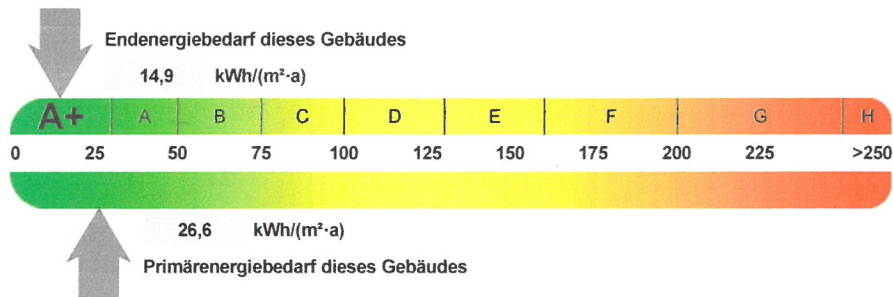 Endenergiebedarf dieses Gebäudes
14,9 kWh/(m²·a)
A+ A B C D E F G H
0 25 50 75 100 125 150 175 200 225 >250
26,6 kWh/(m²·a)
Primärenergiebedarf dieses Gebäudes